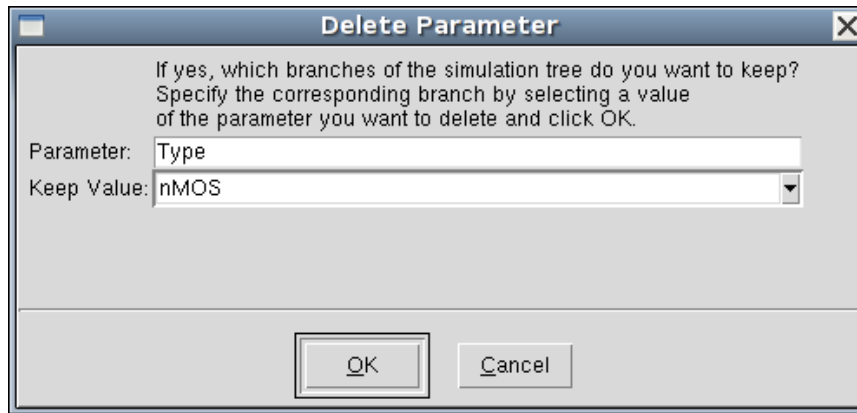 Delete Parameter
If yes, which branches of the simulation tree do you want to keep?
Specify the corresponding branch by selecting a value
of the parameter you want to delete and click OK.
Parameter: Type
Keep Value: nMOS
OK Cancel